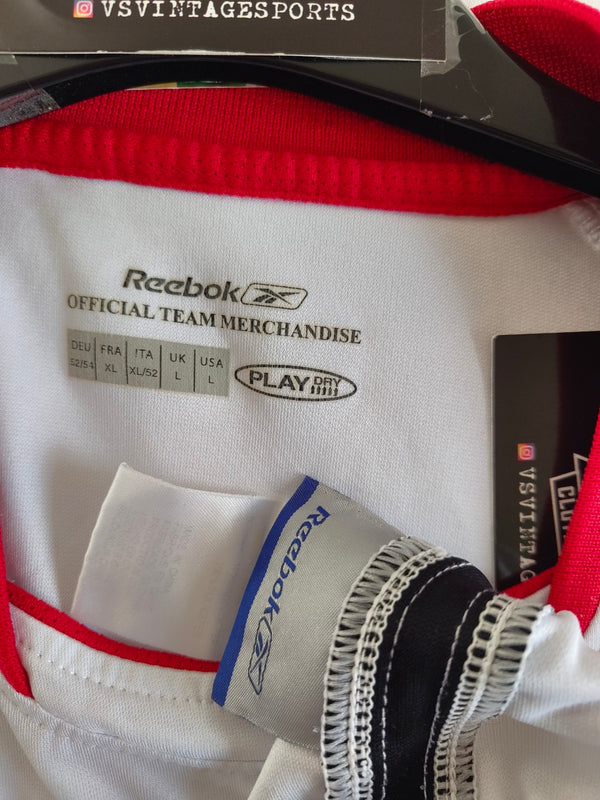 VSVINTAGESPORTS
Reebok
OFFICIAL TEAM MERCHANDISE
DEU FRA ITA UK USA
52/54 XL XL/52 L L
PLAY DRY
VSVINTAG
CLOT
Reebok